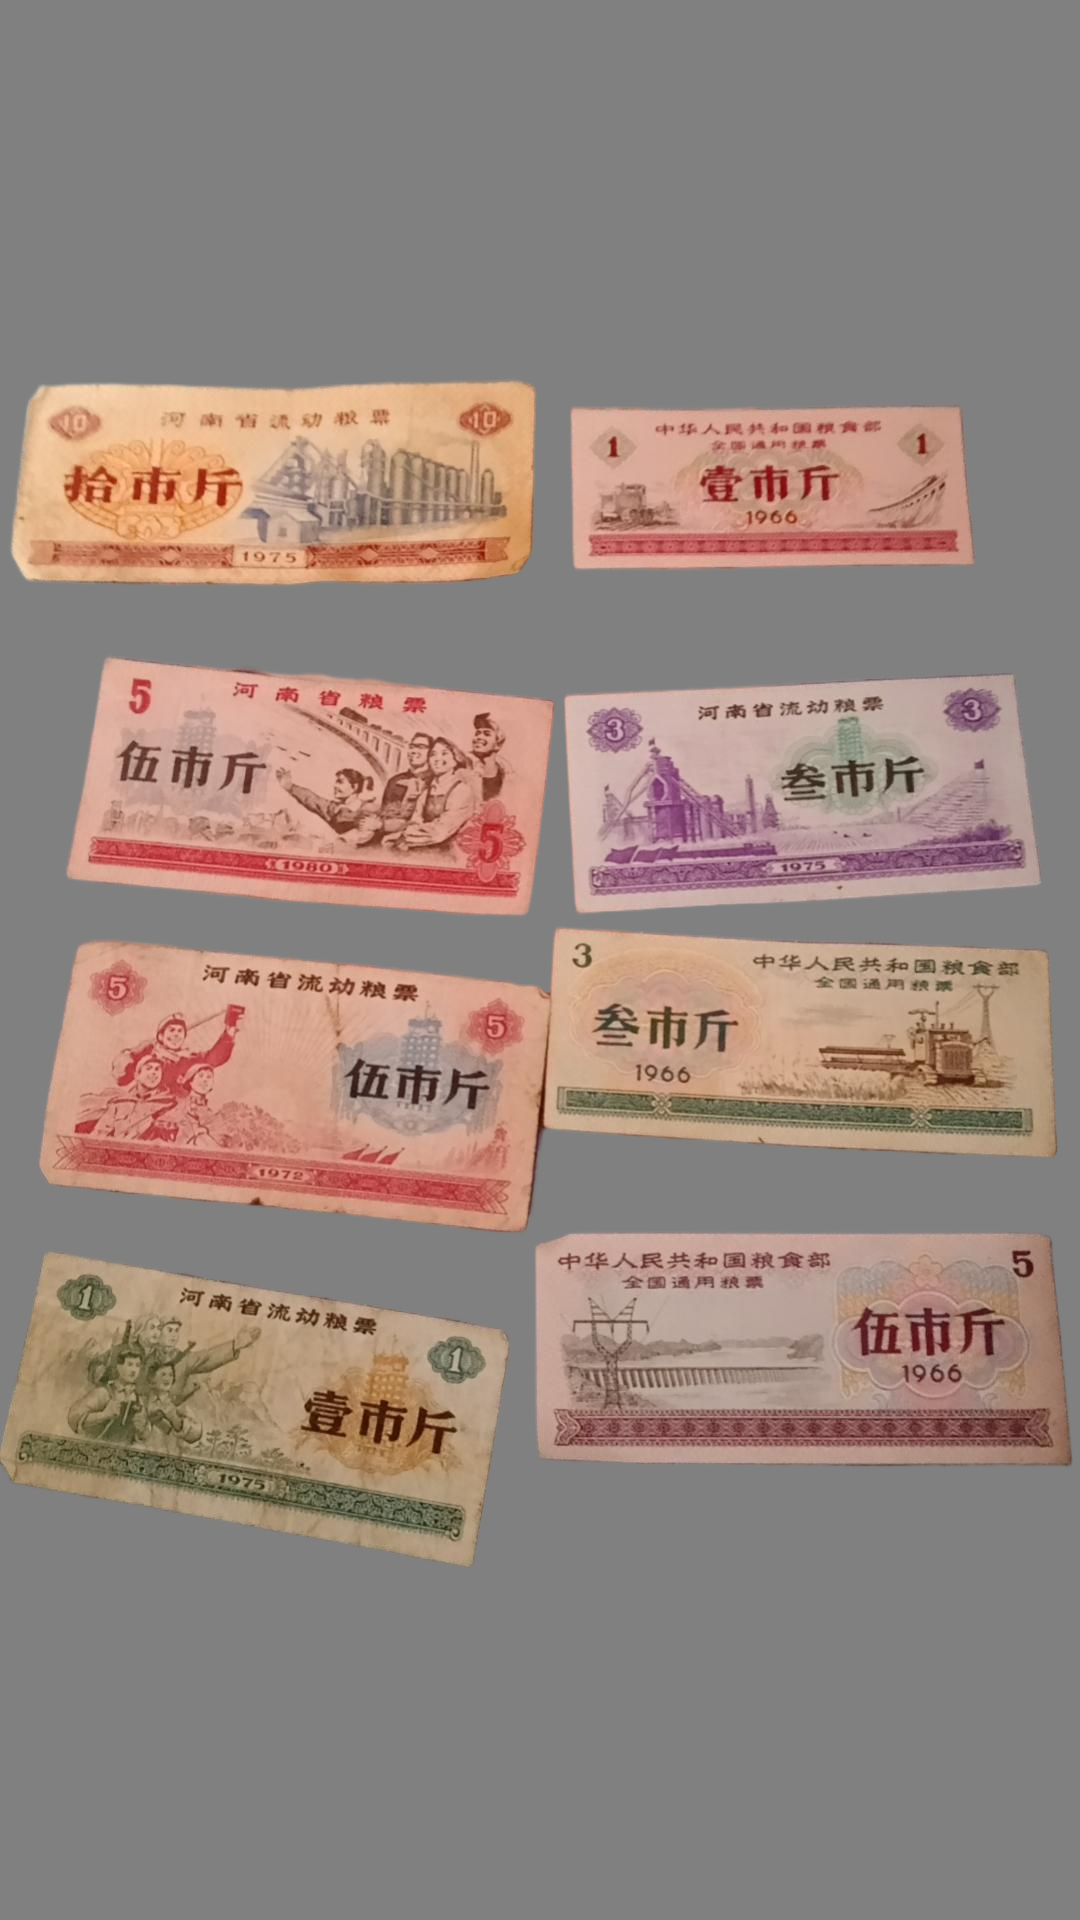 10 河南省流动粮票 10
拾市斤
1975
中华人民共和国粮食部
全国通用粮票
1 1
壹市斤
1966
5 河南省粮票
伍市斤
5
1980
河南省流动粮票
3 3
叁市斤
1975
河南省流动粮票
5 5
伍市斤
1972
3 中华人民共和国粮食部
全国通用粮票
叁市斤
1966
河南省流动粮票
1 1
壹市斤
1975
中华人民共和国粮食部 5
全国通用粮票
伍市斤
1966